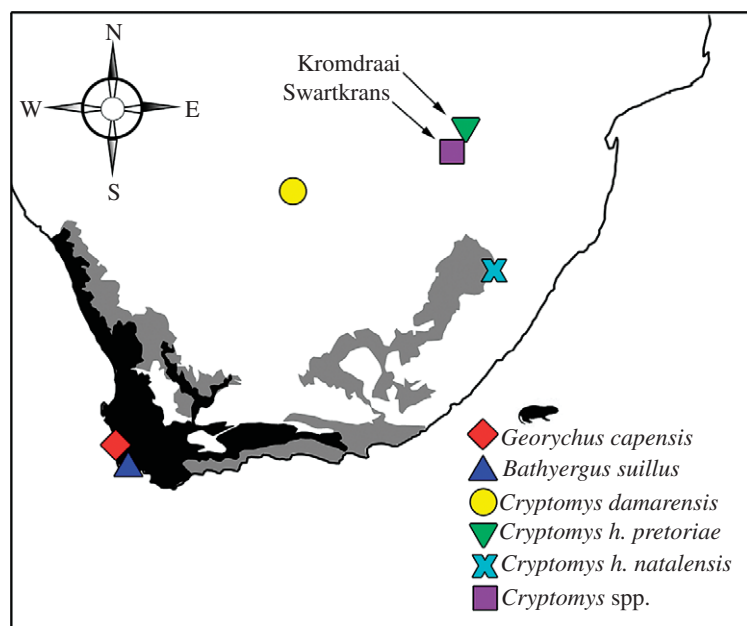 N
W
E
S
Kromdraai
Swartkrans
Georychus capensis
Bathyergus suillus
Cryptomys damarensis
Cryptomys h. pretoriae
Cryptomys h. natalensis
Cryptomys spp.